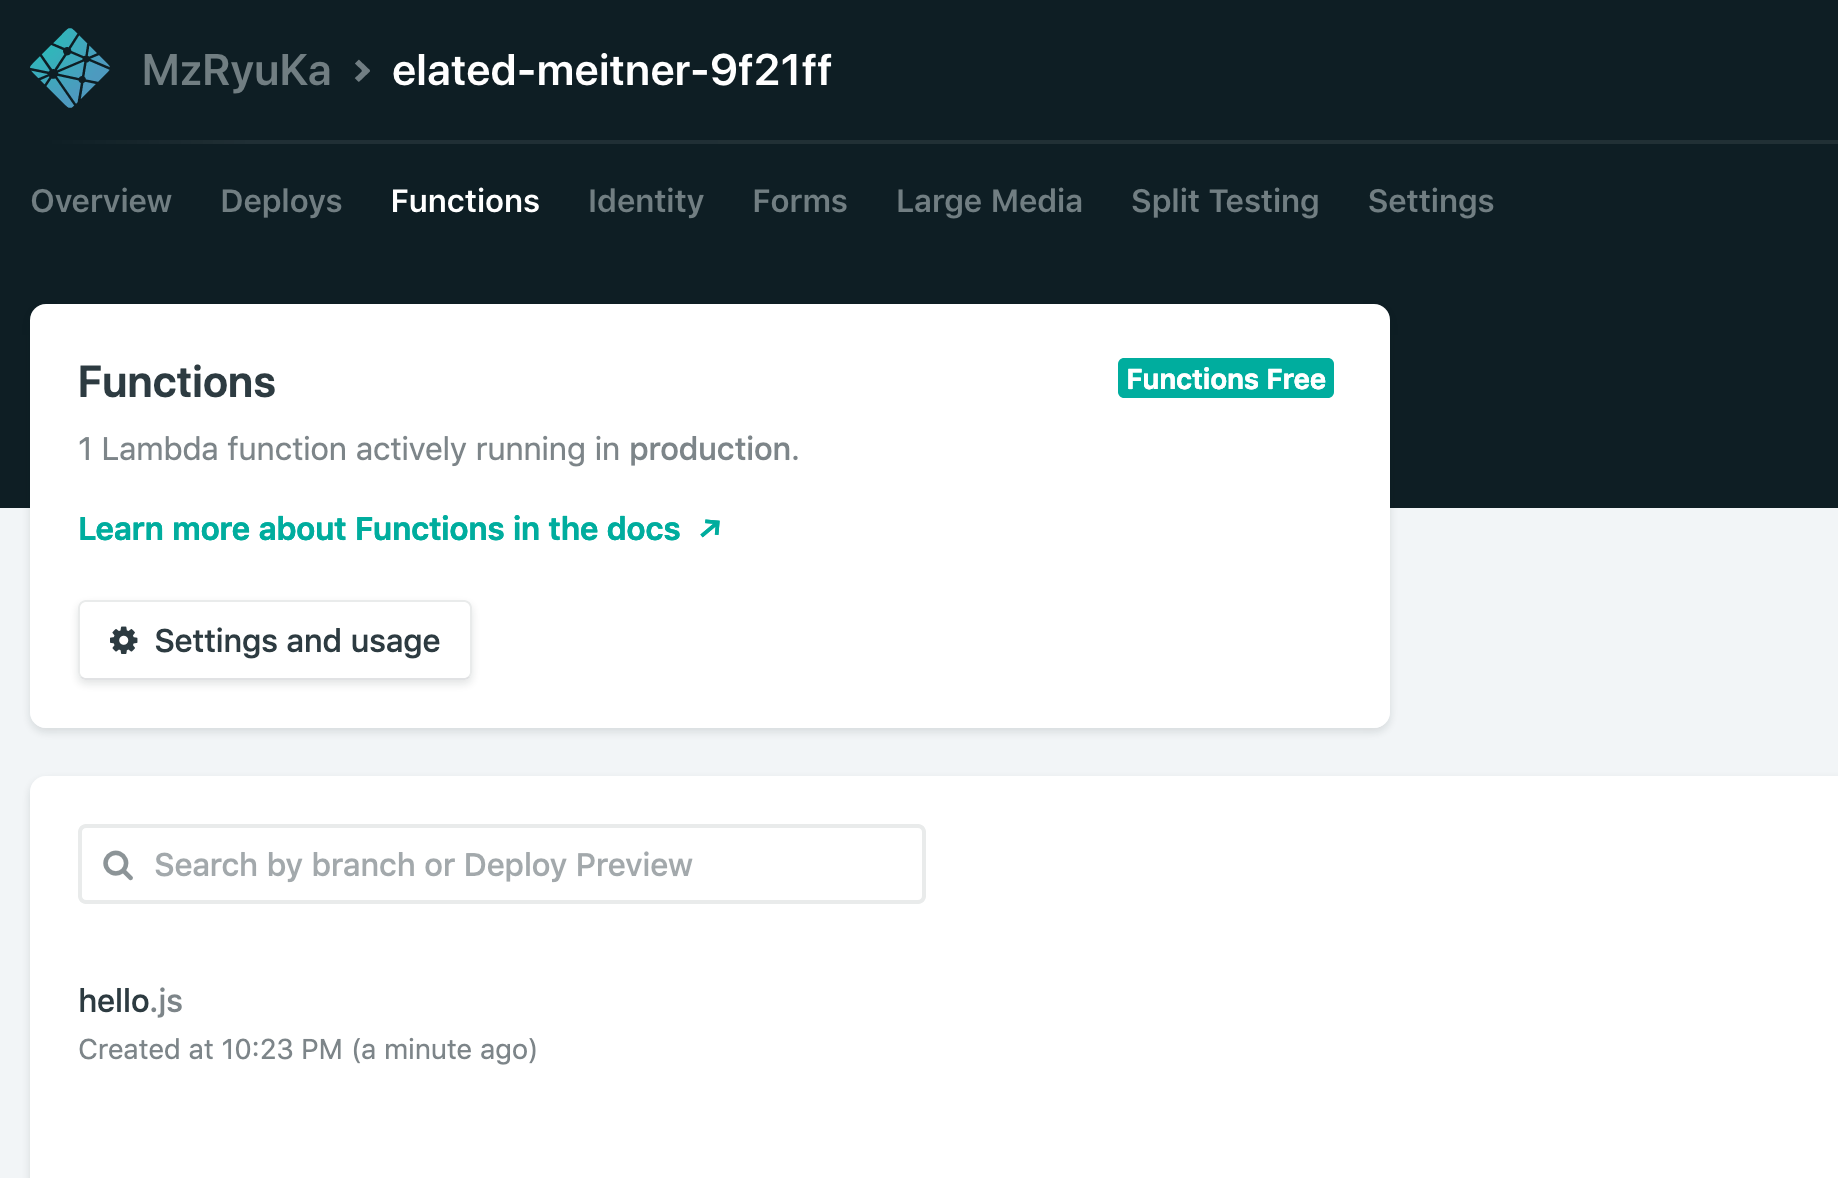 MzRyuKa > elated-meitner-9f21ff
Overview Deploys Functions Identity Forms Large Media Split Testing Settings
Functions
Functions Free
1 Lambda function actively running in production.
Learn more about Functions in the docs ↗
Settings and usage
Search by branch or Deploy Preview
hello.js
Created at 10:23 PM (a minute ago)